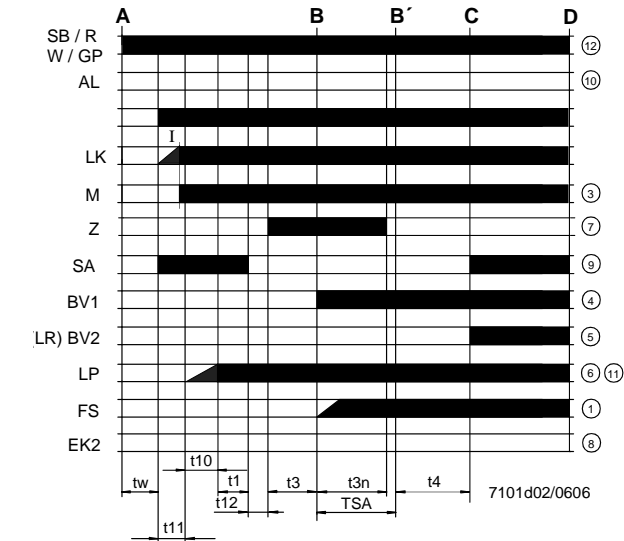 A B B´ C D
SB / R
W / GP
12
AL 10
I
LK
M 3
Z 7
SA 9
BV1 4
LR) BV2 5
LP 6 11
FS 1
EK2 8
t10
tw t1 t3 t3n t4 7101d02/0606
t12 TSA
t11